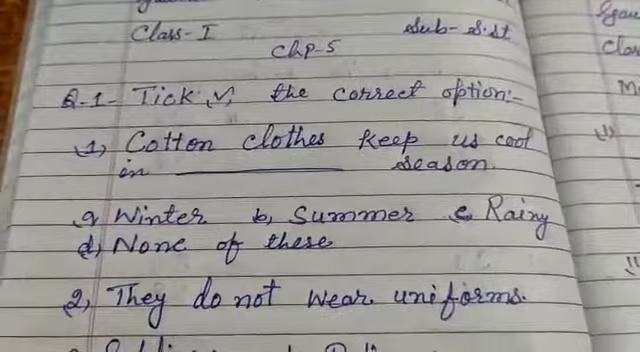 Class-I Sub- S.st
Chp-5
Q.1- Tick ✓, the correct option:-
1, Cotton clothes keep us cool
in ________ season.
a, Winter b, Summer c, Rainy
d, None of these
2, They do not wear uniforms.